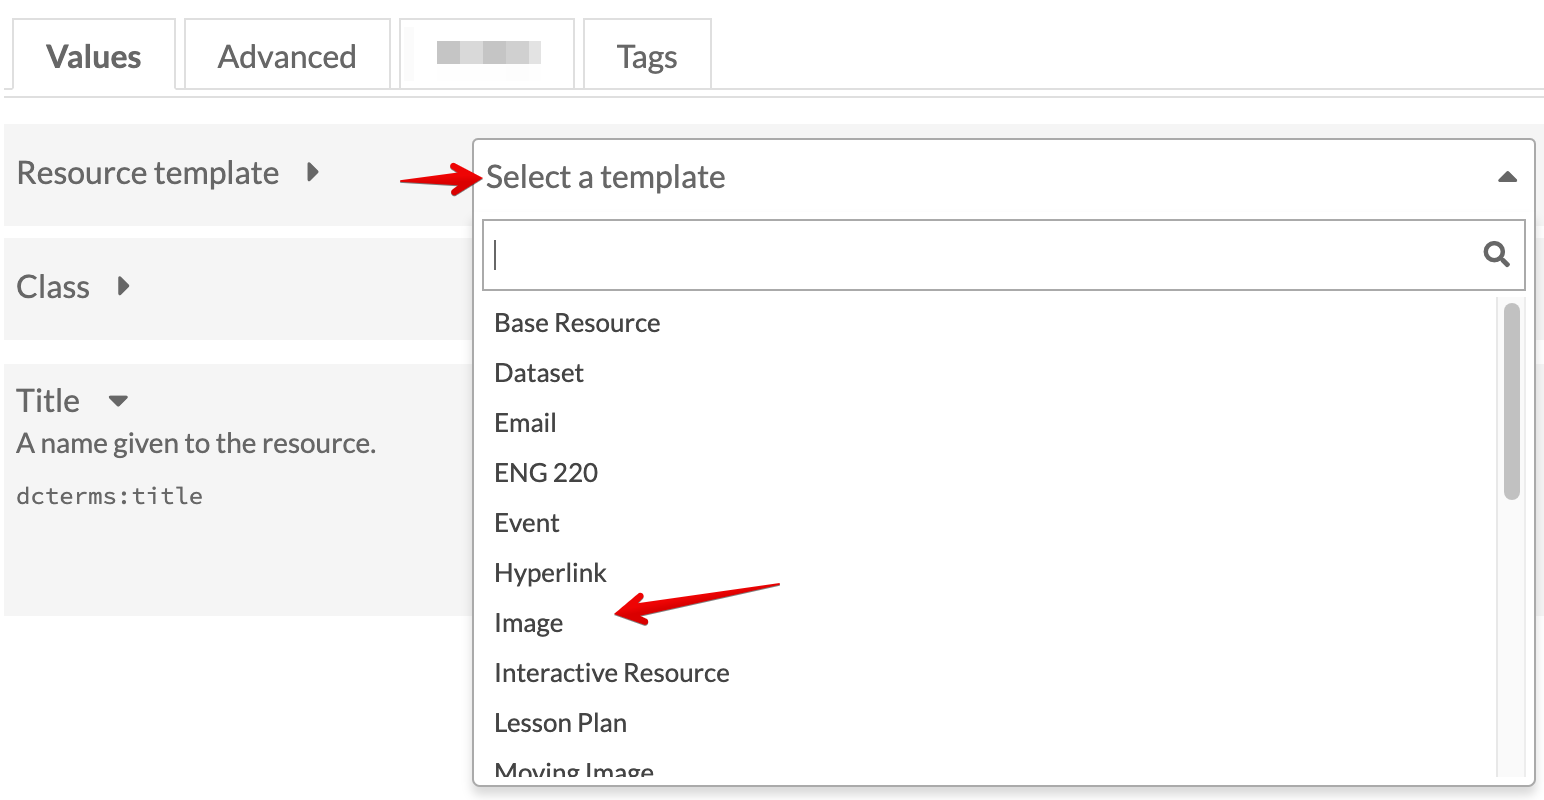 Values Advanced Tags
Resource template
Select a template
Class
Base Resource
Dataset
Title
A name given to the resource.
dcterms:title
Email
ENG 220
Event
Hyperlink
Image
Interactive Resource
Lesson Plan
Moving Image